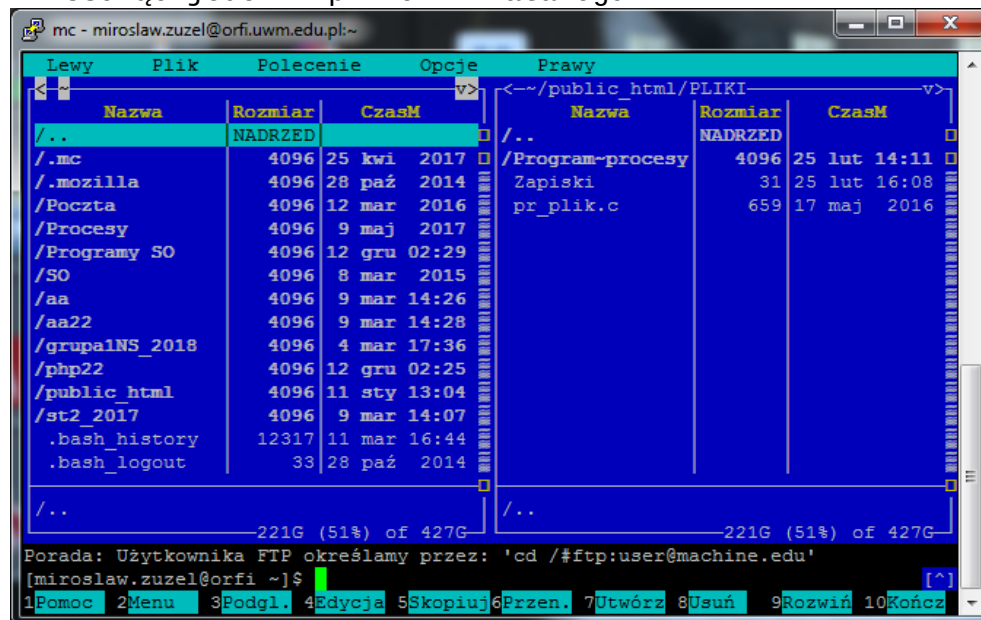 mc - miroslaw.zuzel@orfi.uwm.edu.pl:~
Lewy Plik Polecenie Opcje Prawy
<-~ v> <-~/public_html/PLIKI v>
Nazwa Rozmiar CzasM Nazwa Rozmiar CzasM
/.. NADRZED /.. NADRZED
/.mc 4096 25 kwi 2017 /Program~procesy 4096 25 lut 14:11
/.mozilla 4096 28 paź 2014 Zapiski 31 25 lut 16:08
/Poczta 4096 12 mar 2016 pr_plik.c 659 17 maj 2016
/Procesy 4096 9 maj 2017
/Programy SO 4096 12 gru 02:29
/SO 4096 8 mar 2015
/aa 4096 9 mar 14:26
/aa22 4096 9 mar 14:28
/grupa1NS_2018 4096 4 mar 17:36
/php22 4096 12 gru 02:25
/public_html 4096 11 sty 13:04
/st2_2017 4096 9 mar 14:07
.bash_history 12317 11 mar 16:44
.bash_logout 33 28 paź 2014
/.. /..
221G (51%) of 427G 221G (51%) of 427G
Porada: Użytkownika FTP określamy przez: 'cd /#ftp:user@machine.edu'
[miroslaw.zuzel@orfi ~]$ [^]
1Pomoc 2Menu 3Podgl. 4Edycja 5Skopiuj 6Przen. 7Utwórz 8Usuń 9Rozwiń 10Kończ